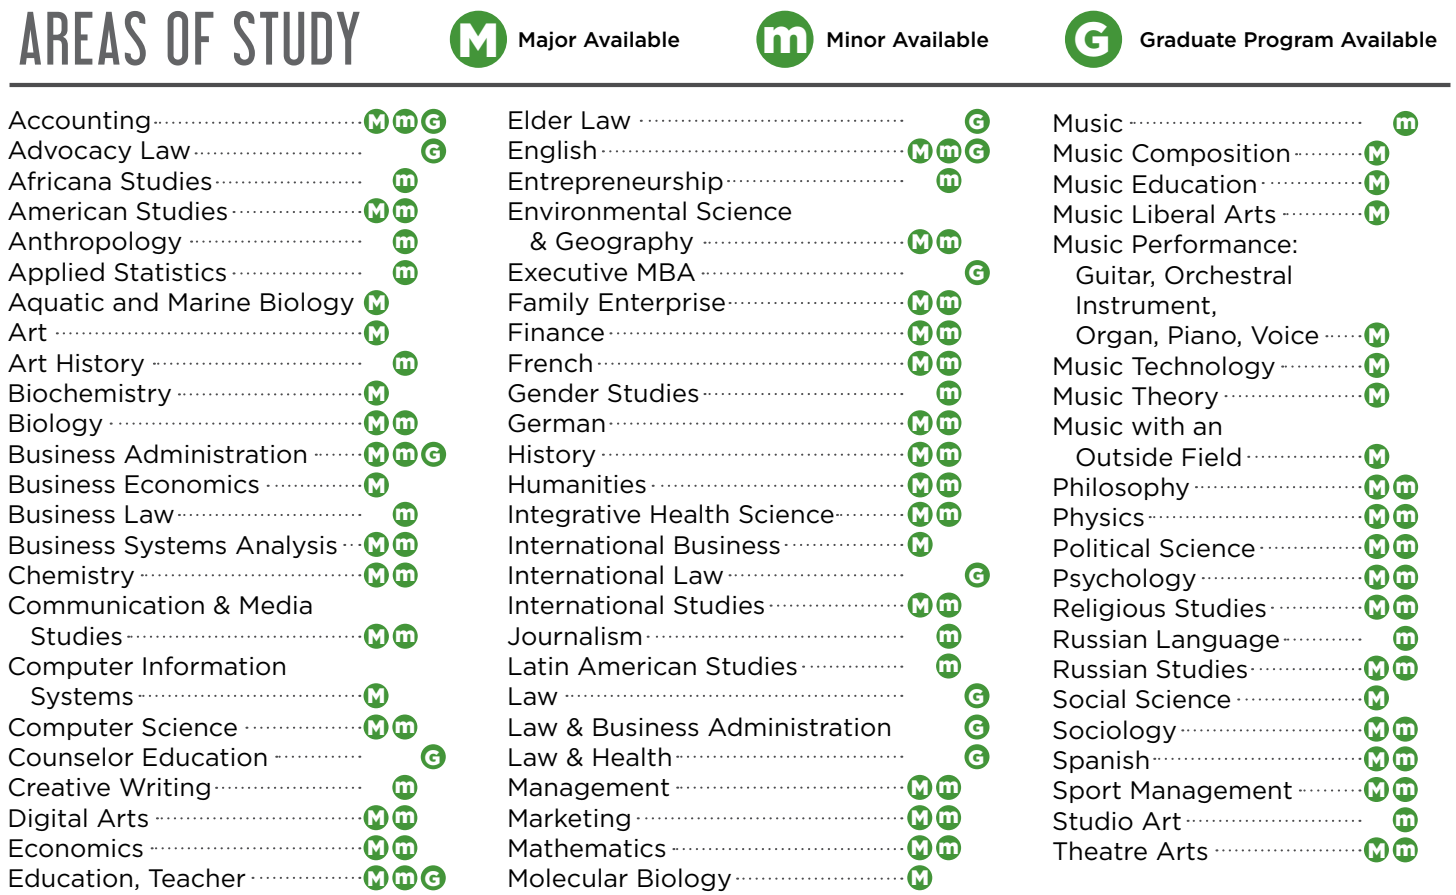 AREAS OF STUDY
M Major Available
m Minor Available
G Graduate Program Available
Accounting M m G
Advocacy Law G
Africana Studies m
American Studies M m
Anthropology m
Applied Statistics m
Aquatic and Marine Biology M
Art M
Art History m
Biochemistry M
Biology M m
Business Administration M m G
Business Economics M
Business Law m
Business Systems Analysis M m
Chemistry M m
Communication & Media
Studies M m
Computer Information
Systems M
Computer Science M m
Counselor Education G
Creative Writing m
Digital Arts M m
Economics M m
Education, Teacher M m G
Elder Law G
English M m G
Entrepreneurship m
Environmental Science
& Geography M m
Executive MBA G
Family Enterprise M m
Finance M m
French M m
Gender Studies m
German M m
History M m
Humanities M m
Integrative Health Science M m
International Business M
International Law G
International Studies M m
Journalism m
Latin American Studies m
Law G
Law & Business Administration G
Law & Health G
Management M m
Marketing M m
Mathematics M m
Molecular Biology M
Music m
Music Composition M
Music Education M
Music Liberal Arts M
Music Performance:
Guitar, Orchestral
Instrument,
Organ, Piano, Voice M
Music Technology M
Music Theory M
Music with an
Outside Field M
Philosophy M m
Physics M m
Political Science M m
Psychology M m
Religious Studies M m
Russian Language m
Russian Studies M m
Social Science M
Sociology M m
Spanish M m
Sport Management M m
Studio Art m
Theatre Arts M m